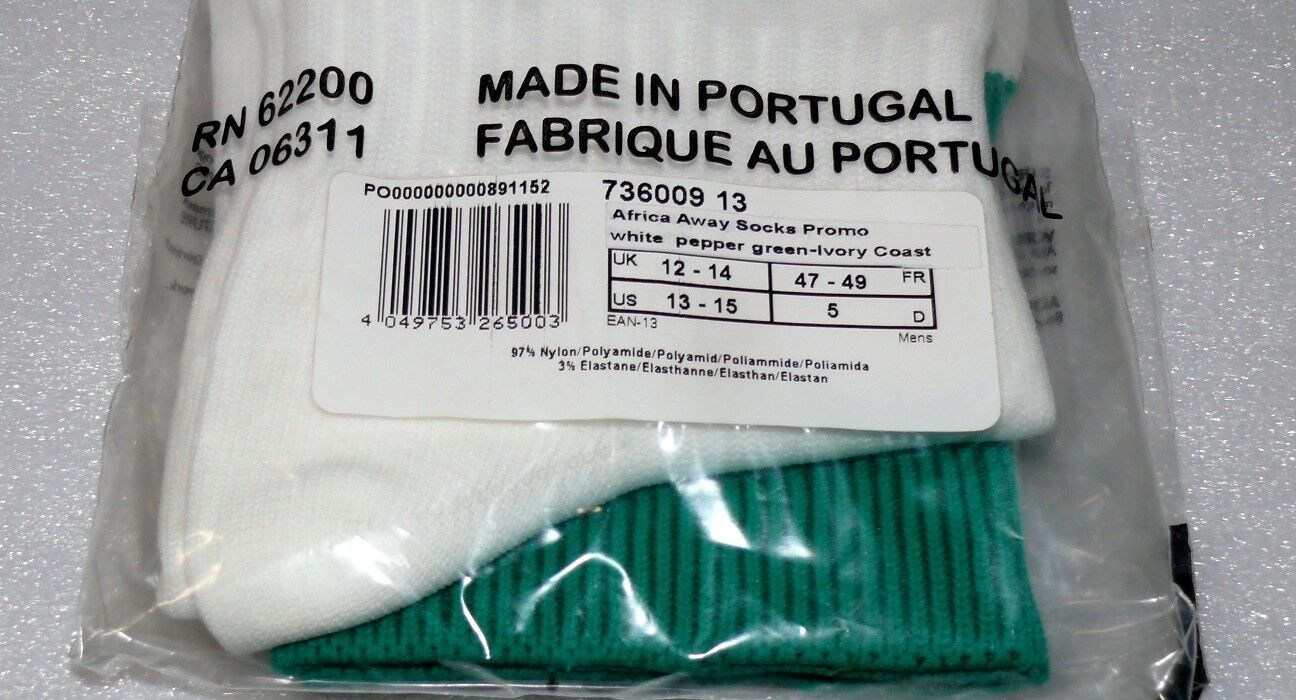 RN 62200
CA 06311
MADE IN PORTUGAL
FABRIQUE AU PORTUGAL
PO000000000891152
736009 13
Africa Away Socks Promo
white pepper green-Ivory Coast
UK 12 - 14 47 - 49 FR
US 13 - 15 5 D
4 049753 265003
EAN-13
Mens
97% Nylon/Polyamide/Polyamid/Poliammide/Poliamida
3% Elastane/Elasthanne/Elasthan/Elastan